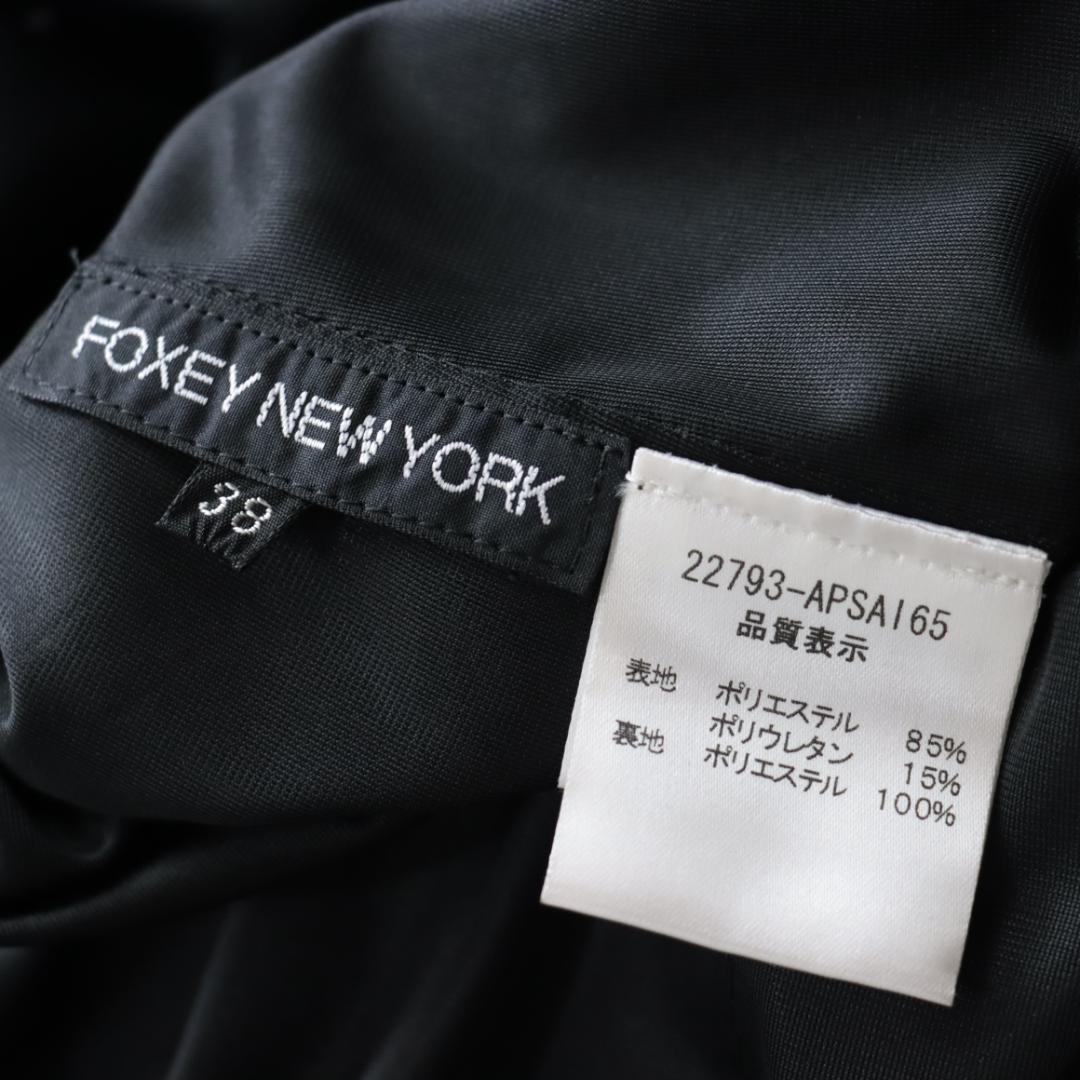 FOXEY NEW YORK
38
22793-APSAI65
品質表示
表地 ポリエステル 85%
ポリウレタン 15%
裏地 ポリエステル 100%